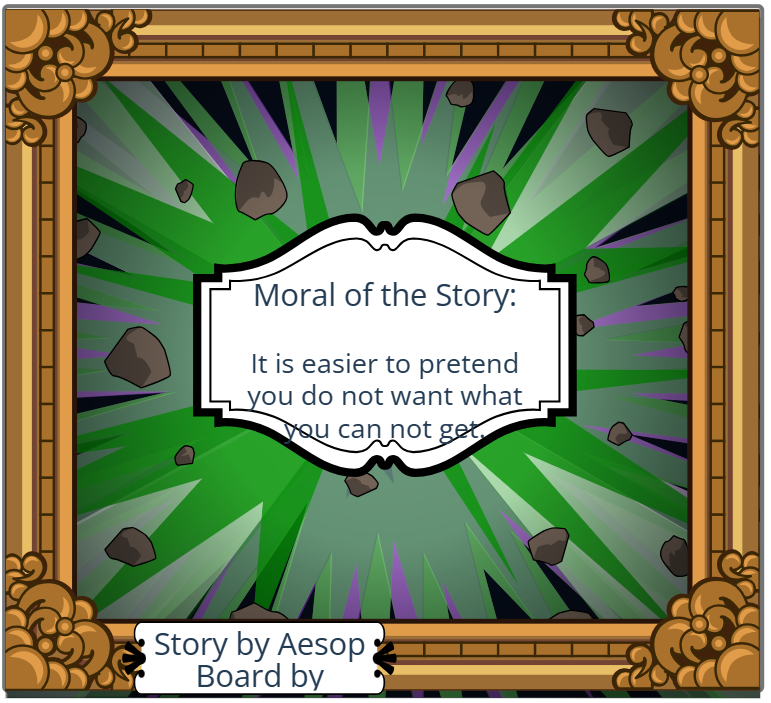 Moral of the Story:
It is easier to pretend
you do not want what
you can not get.
Story by Aesop
Board by